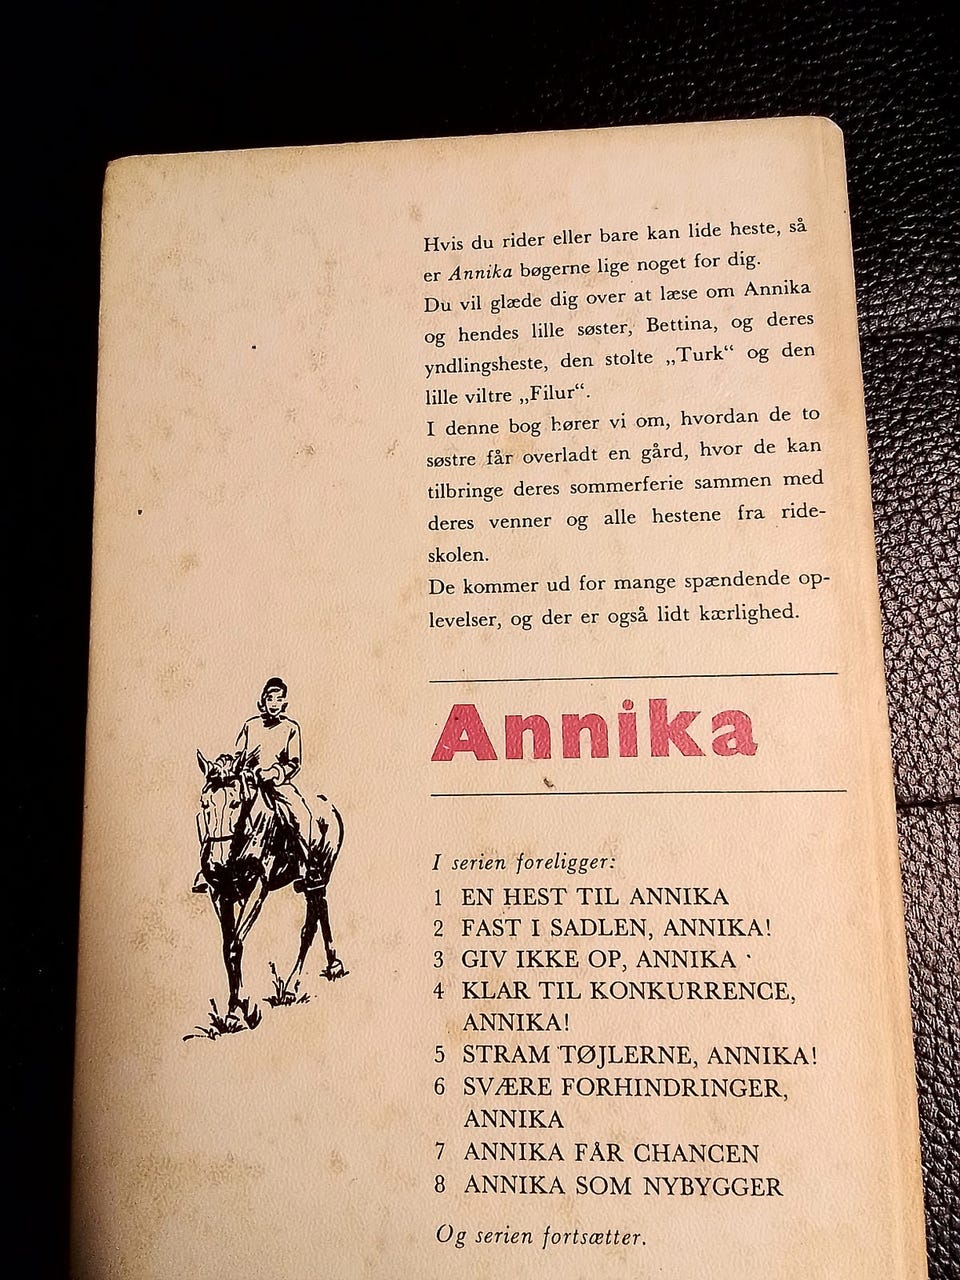 Hvis du rider eller bare kan lide heste, så
er Annika bøgerne lige noget for dig.
Du vil glæde dig over at læse om Annika
og hendes lille søster, Bettina, og deres
yndlingsheste, den stolte „Turk“ og den
lille viltre „Filur“.
I denne bog hører vi om, hvordan de to
søstre får overladt en gård, hvor de kan
tilbringe deres sommerferie sammen med
deres venner og alle hestene fra ride-
skolen.
De kommer ud for mange spændende op-
levelser, og der er også lidt kærlighed.
Annika
I serien foreligger:
1 EN HEST TIL ANNIKA
2 FAST I SADLEN, ANNIKA!
3 GIV IKKE OP, ANNIKA
4 KLAR TIL KONKURRENCE,
ANNIKA!
5 STRAM TØJLERNE, ANNIKA!
6 SVÆRE FORHINDRINGER,
ANNIKA
7 ANNIKA FÅR CHANCEN
8 ANNIKA SOM NYBYGGER
Og serien fortsætter.